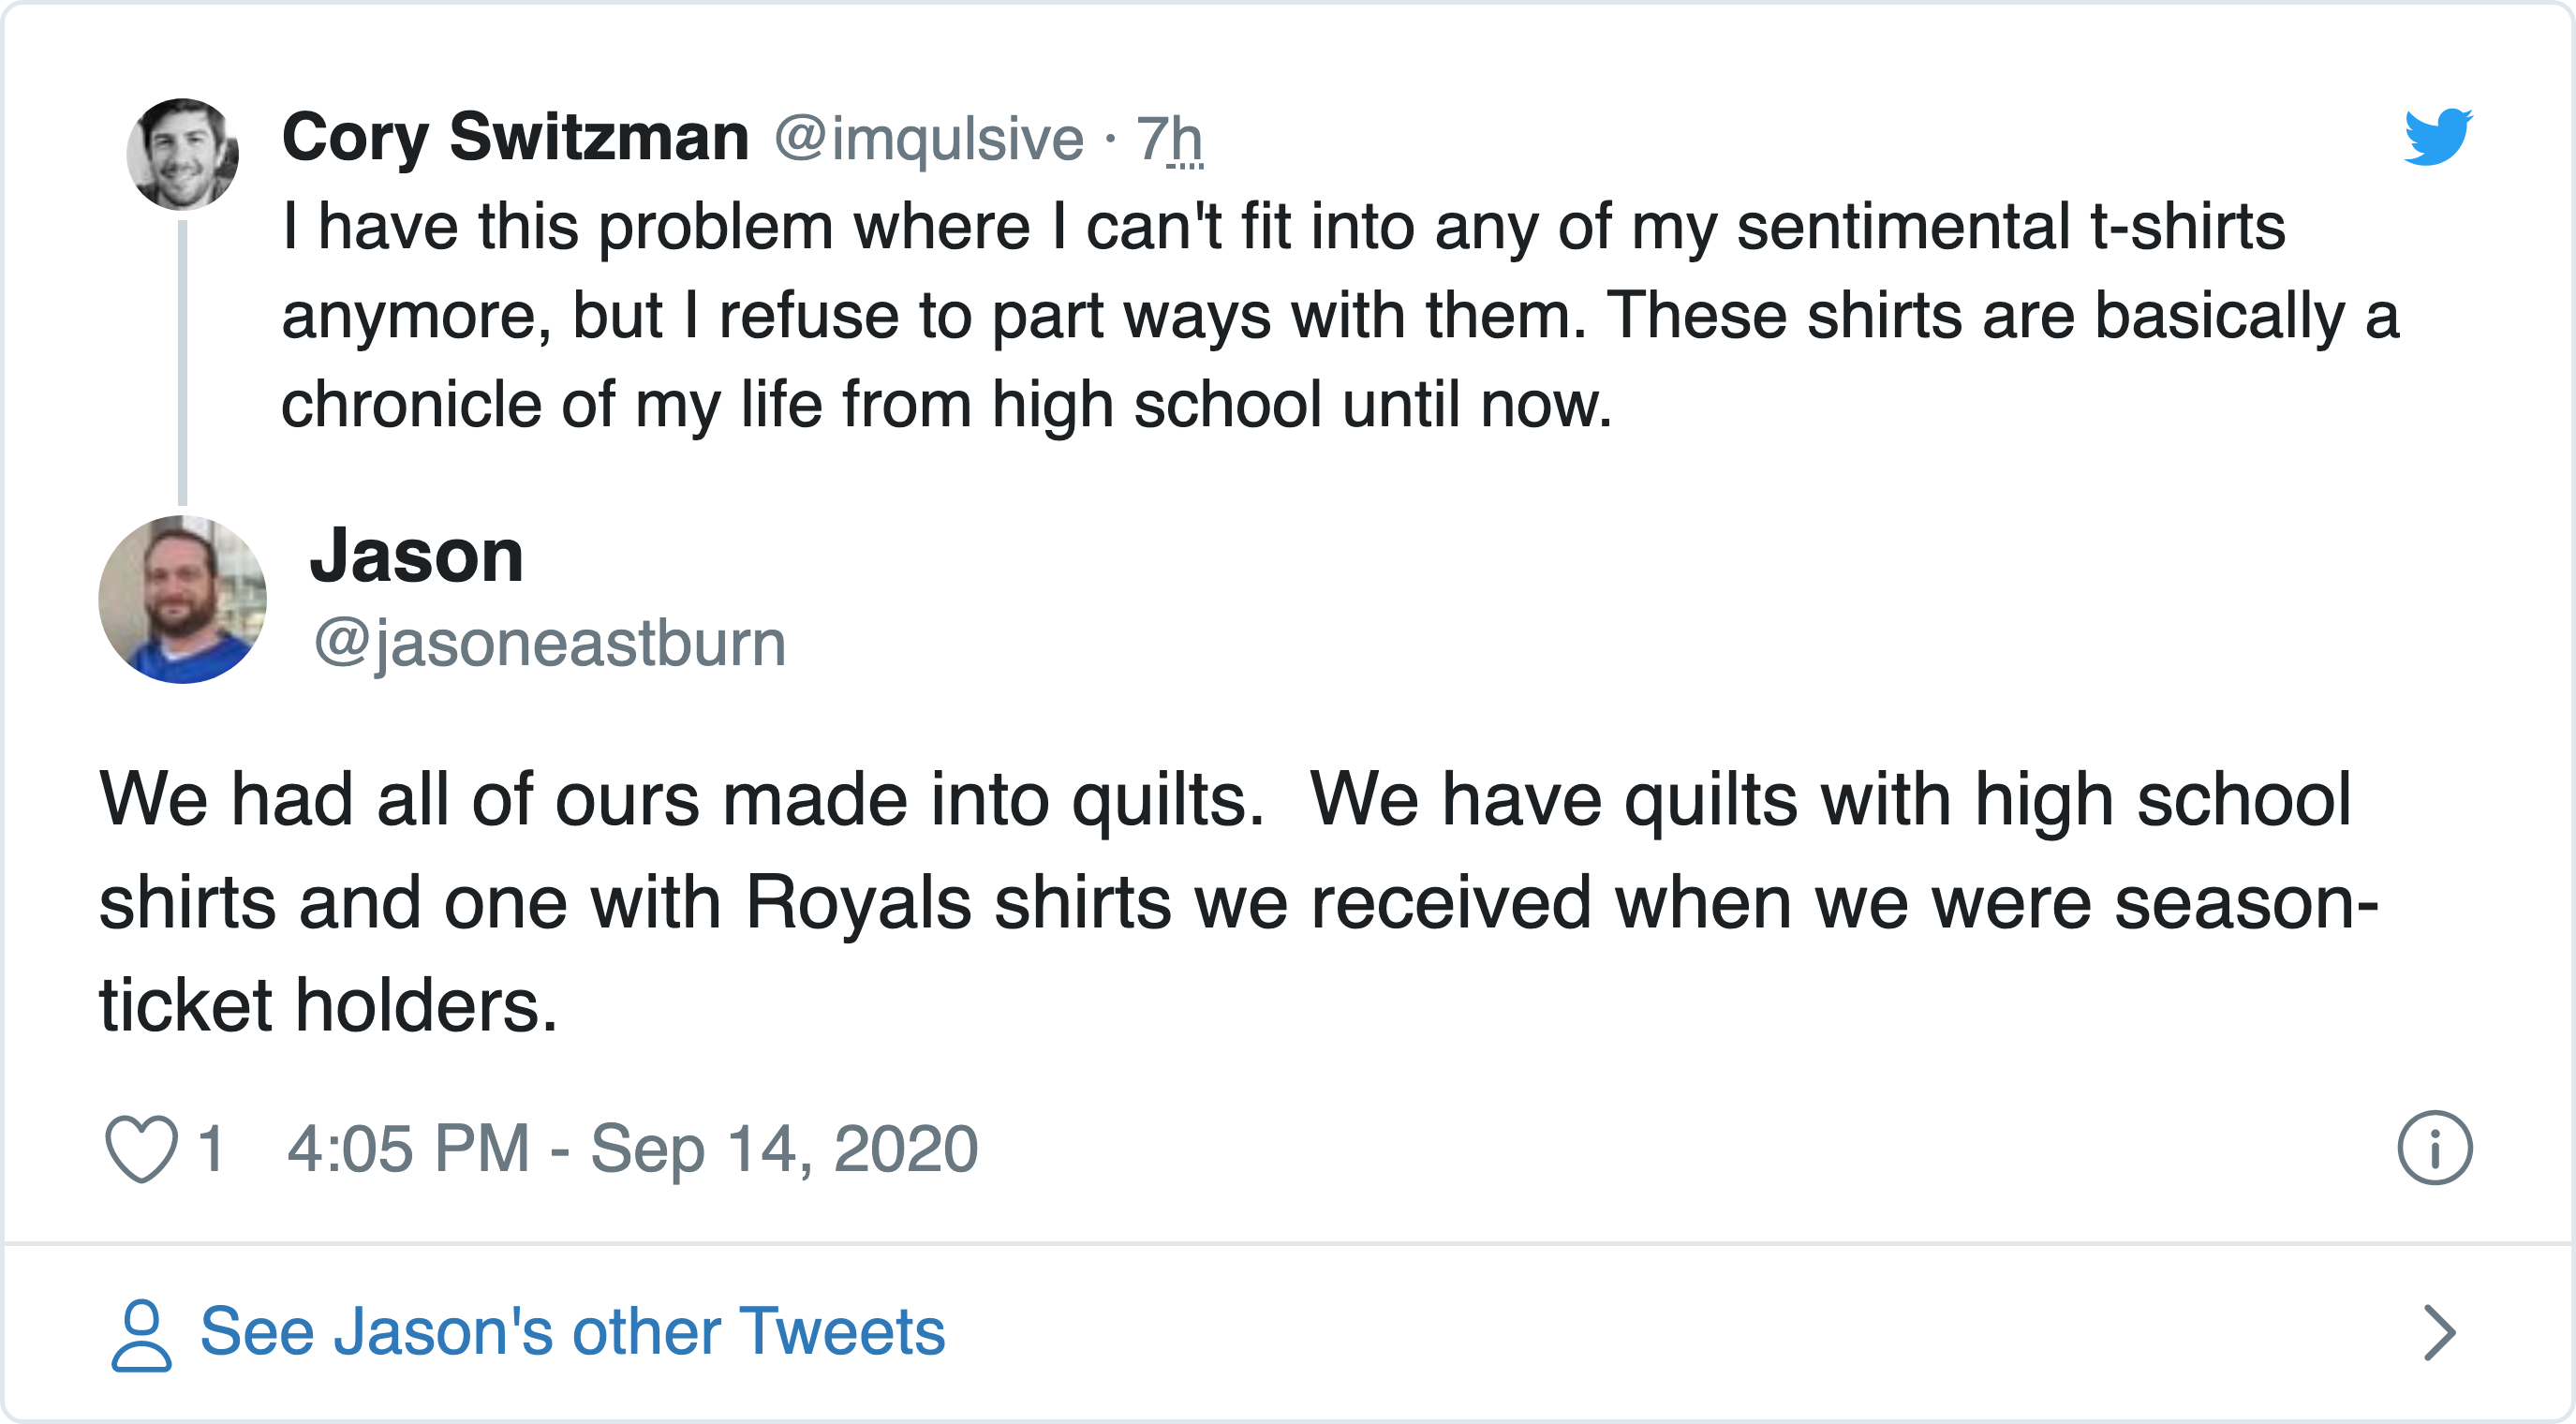 Cory Switzman @imqulsive · 7h
I have this problem where I can't fit into any of my sentimental t-shirts
anymore, but I refuse to part ways with them. These shirts are basically a
chronicle of my life from high school until now.
Jason
@jasoneastburn
We had all of ours made into quilts.  We have quilts with high school
shirts and one with Royals shirts we received when we were season-
ticket holders.
1 4:05 PM - Sep 14, 2020
See Jason's other Tweets